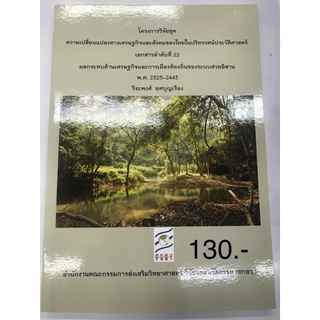 โครงการวิจัยชุด
ความเปลี่ยนแปลงทางเศรษฐกิจและสังคมของไทยในปริทรรศน์ประวัติศาสตร์
เอกสารลำดับที่ 22
ผลกระทบด้านเศรษฐกิจและการเมืองท้องถิ่นของระบบส่วยอีสาน
พ.ศ. 2325-2443
วีระพงศ์ ยศบุญเรือง
130.-
สำนักงานคณะกรรมการส่งเสริมวิทยาศาสตร์ วิจัยและนวัตกรรม (สกสว.)